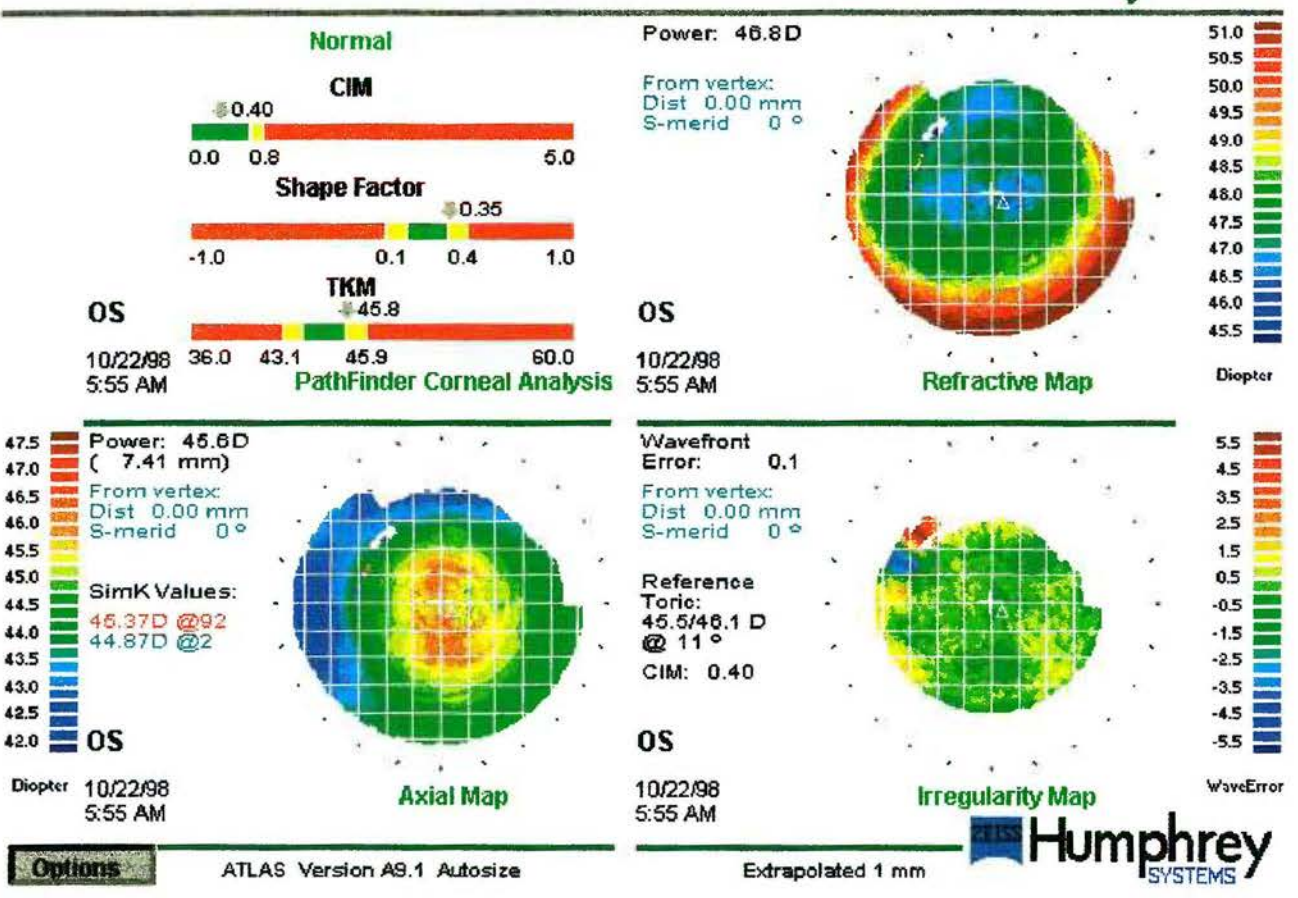 Normal
CIM
0.40
0.0 0.8 5.0
Shape Factor
0.35
-1.0 0.1 0.4 1.0
TKM
45.8
OS
36.0 43.1 45.9 60.0
10/22/98
5:55 AM
PathFinder Corneal Analysis
Power: 46.8D
From vertex:
Dist 0.00 mm
S-merid 0 °
OS
10/22/98
5:55 AM
Refractive Map
51.0
50.5
50.0
49.5
49.0
48.5
48.0
47.5
47.0
46.5
46.0
45.5
Diopter
47.5
47.0
46.5
46.0
45.5
45.0
44.5
44.0
43.5
43.0
42.5
42.0
Diopter
Power: 45.6D
( 7.41 mm)
From vertex:
Dist 0.00 mm
S-merid 0 °
SimK Values:
45.37D @92
44.87D @2
OS
10/22/98
5:55 AM
Axial Map
Wavefront
Error: 0.1
From vertex:
Dist 0.00 mm
S-merid 0 °
Reference
Toric:
45.5/46.1 D
@ 11 °
CIM: 0.40
OS
10/22/98
5:55 AM
Irregularity Map
5.5
4.5
3.5
2.5
1.5
0.5
-0.5
-1.5
-2.5
-3.5
-4.5
-5.5
WaveError
Options
ATLAS Version A9.1 Autosize
Extrapolated 1 mm
ZEISS Humphrey
SYSTEMS